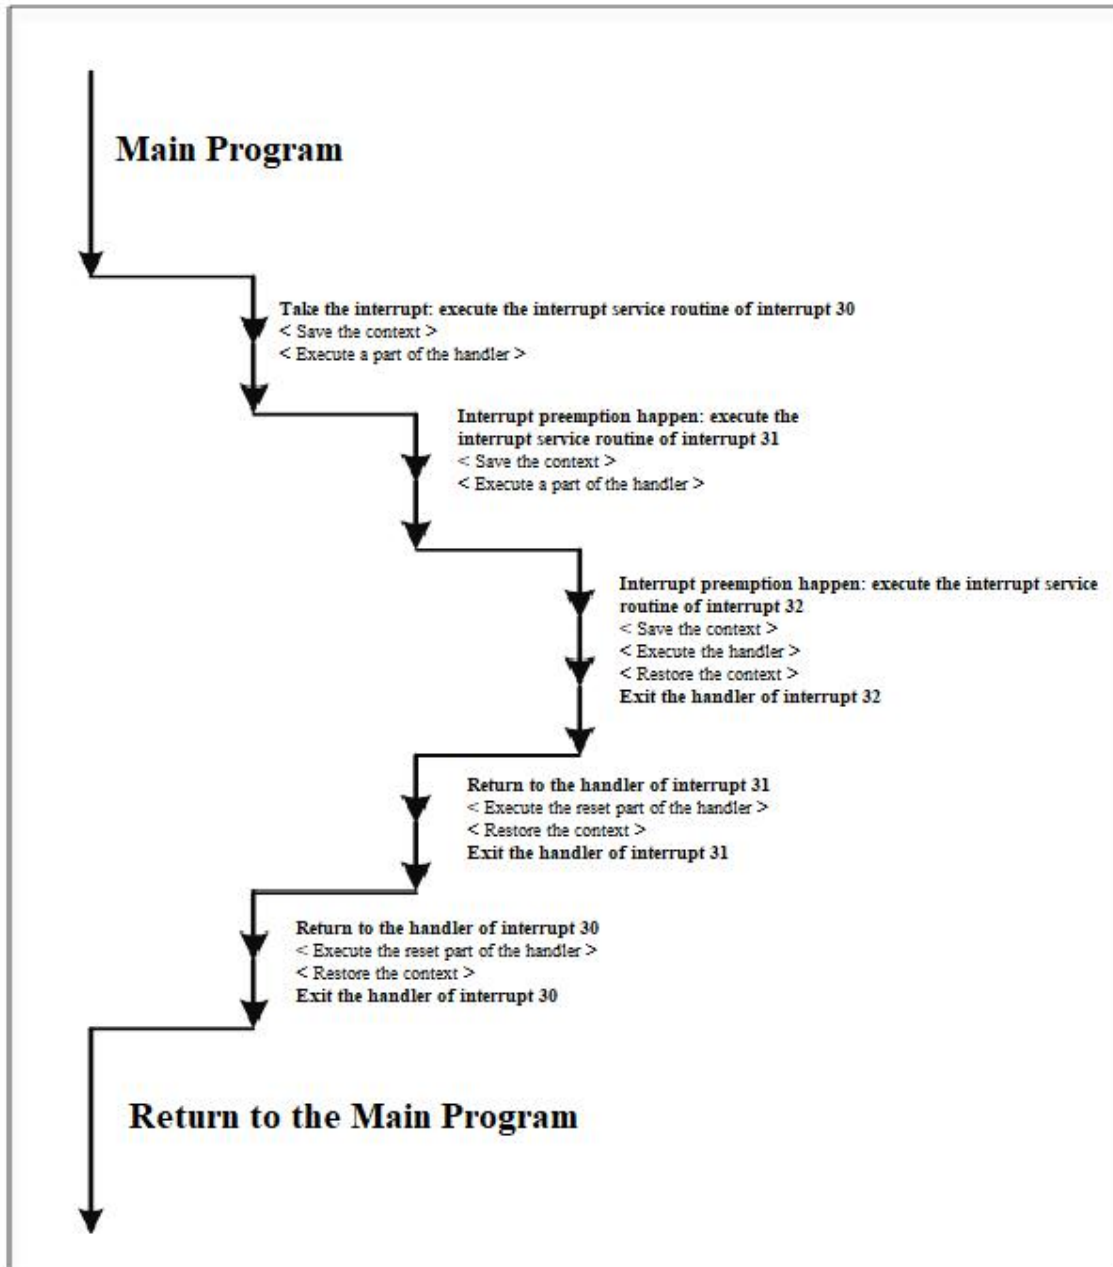 Main Program
Take the interrupt: execute the interrupt service routine of interrupt 30
< Save the context >
< Execute a part of the handler >
Interrupt preemption happen: execute the
interrupt service routine of interrupt 31
< Save the context >
< Execute a part of the handler >
Interrupt preemption happen: execute the interrupt service
routine of interrupt 32
< Save the context >
< Execute the handler >
< Restore the context >
Exit the handler of interrupt 32
Return to the handler of interrupt 31
< Execute the reset part of the handler >
< Restore the context >
Exit the handler of interrupt 31
Return to the handler of interrupt 30
< Execute the reset part of the handler >
< Restore the context >
Exit the handler of interrupt 30
Return to the Main Program